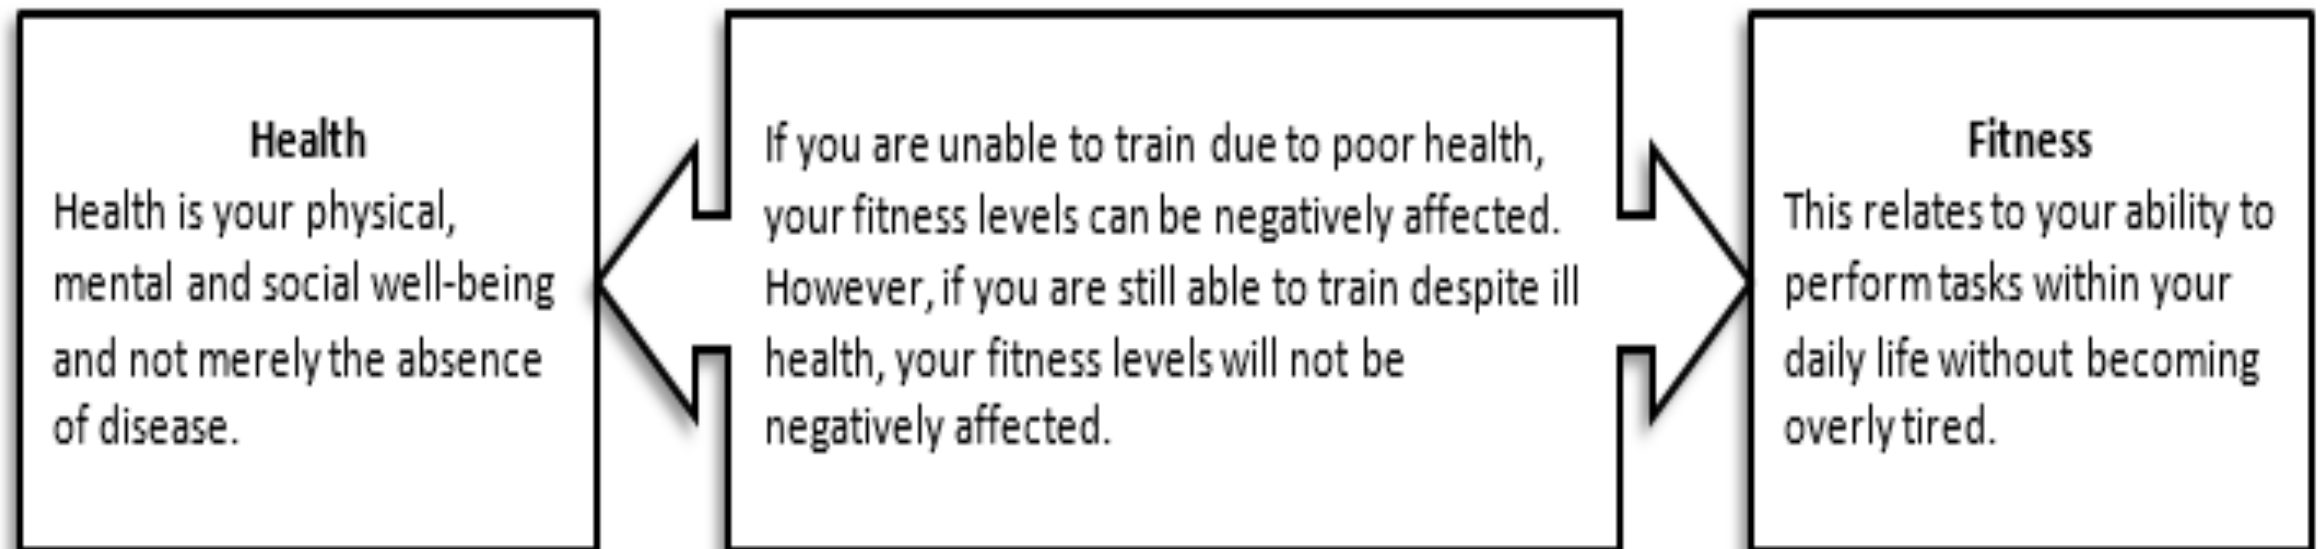 Health
Health is your physical,
mental and social well-being
and not merely the absence
of disease.
If you are unable to train due to poor health,
your fitness levels can be negatively affected.
However, if you are still able to train despite ill
health, your fitness levels will not be
negatively affected.
Fitness
This relates to your ability to
perform tasks within your
daily life without becoming
overly tired.